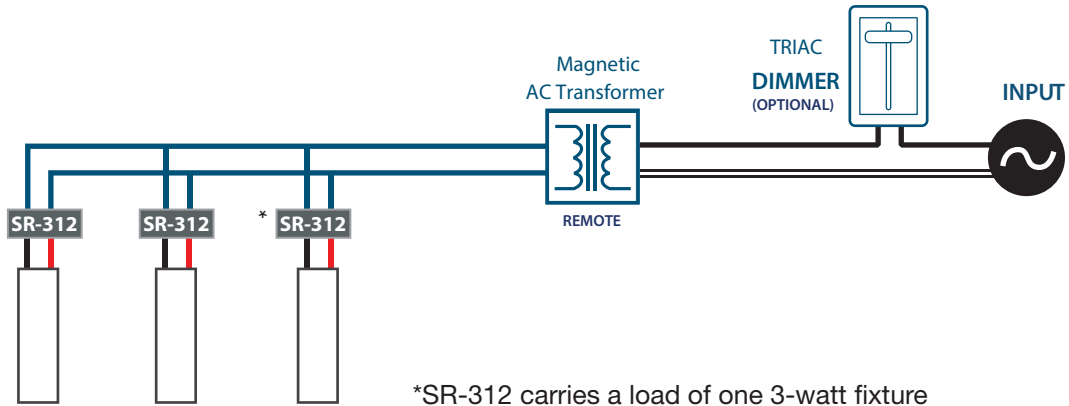 TRIAC
DIMMER
(OPTIONAL)
Magnetic
AC Transformer
INPUT
REMOTE
SR-312
SR-312
* SR-312
*SR-312 carries a load of one 3-watt fixture